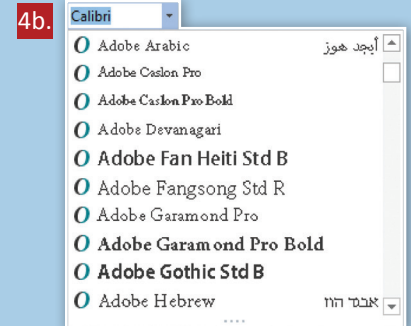 4b.
Calibri
O Adobe Arabic أبجد هوز
O Adobe Caslon Pro
O Adobe Caslon Pro Bold
O Adobe Devanagari
O Adobe Fan Heiti Std B
O Adobe Fangsong Std R
O Adobe Garamond Pro
O Adobe Garamond Pro Bold
O Adobe Gothic Std B
O Adobe Hebrew אבגד הוז